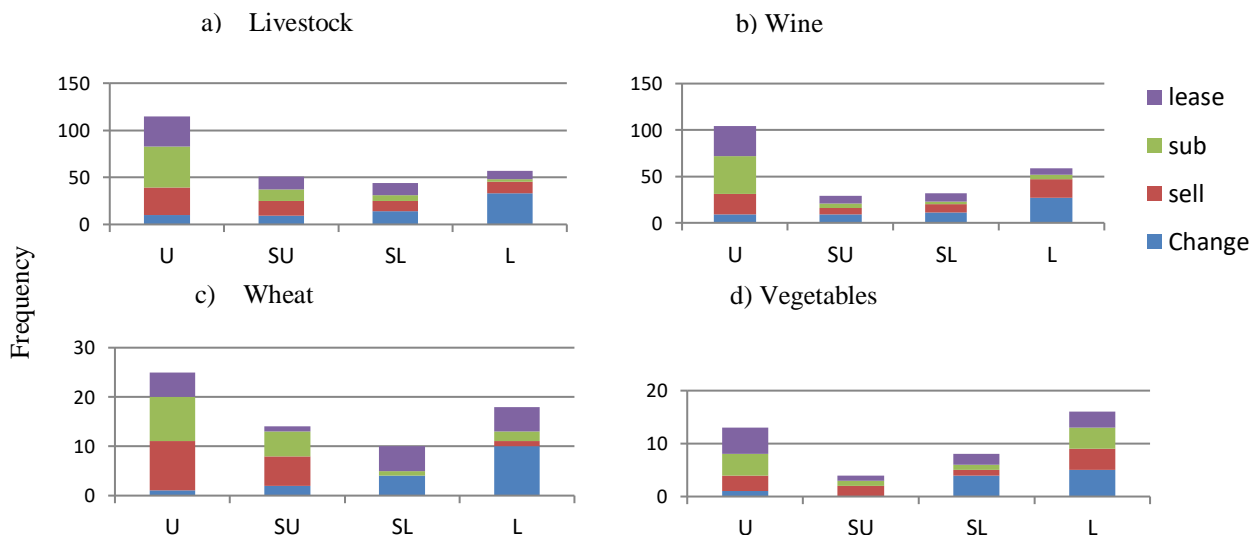 a) Livestock
150
100
50
0
U SU SL L
b) Wine
150
100
50
0
U SU SL L
lease
sub
sell
Change
Frequency
c) Wheat
30
20
10
0
U SU SL L
d) Vegetables
20
10
0
U SU SL L